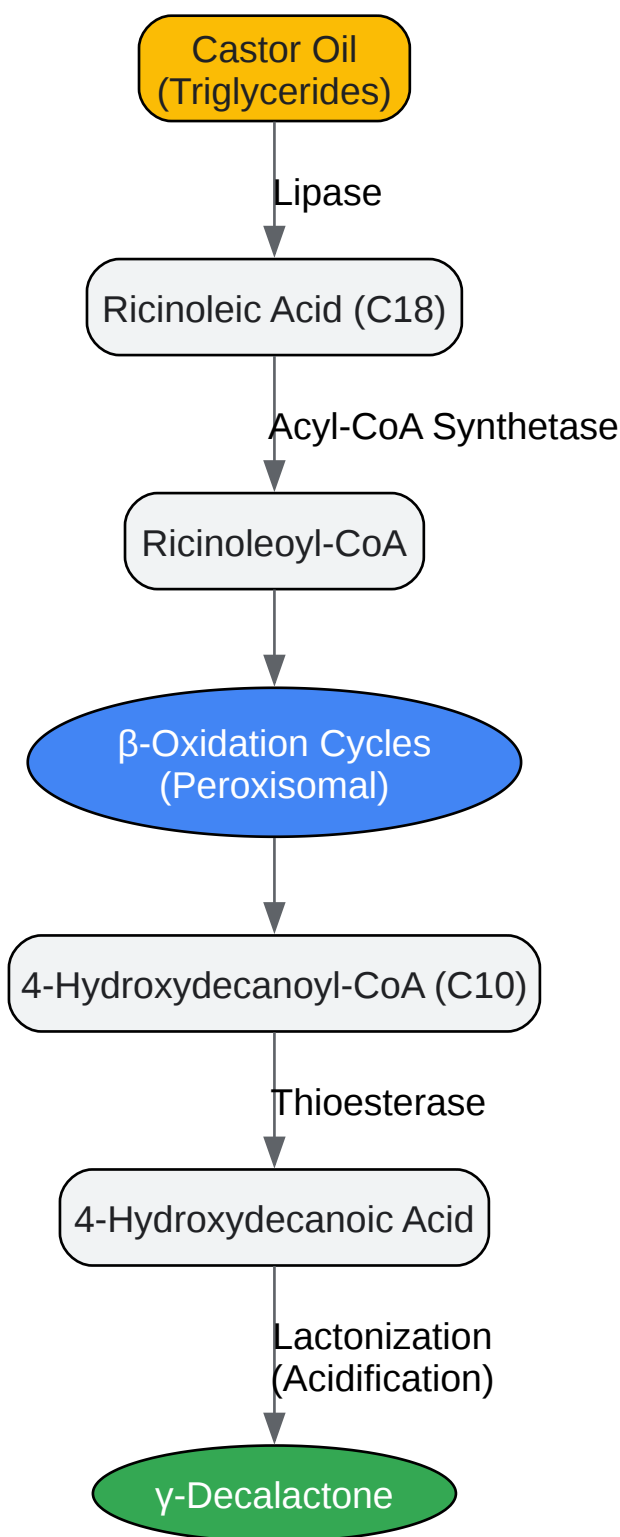 Castor Oil
(Triglycerides)
Lipase
Ricinoleic Acid (C18)
Acyl-CoA Synthetase
Ricinoleoyl-CoA
β-Oxidation Cycles
(Peroxisomal)
4-Hydroxydecanoyl-CoA (C10)
Thioesterase
4-Hydroxydecanoic Acid
Lactonization
(Acidification)
γ-Decalactone